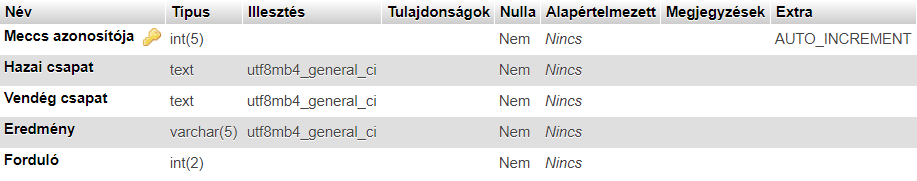 Név Típus Illesztés Tulajdonságok Nulla Alapértelmezett Megjegyzések Extra
Meccs azonosítója int(5) Nem Nincs AUTO_INCREMENT
Hazai csapat text utf8mb4_general_ci Nem Nincs
Vendég csapat text utf8mb4_general_ci Nem Nincs
Eredmény varchar(5) utf8mb4_general_ci Nem Nincs
Forduló int(2) Nem Nincs